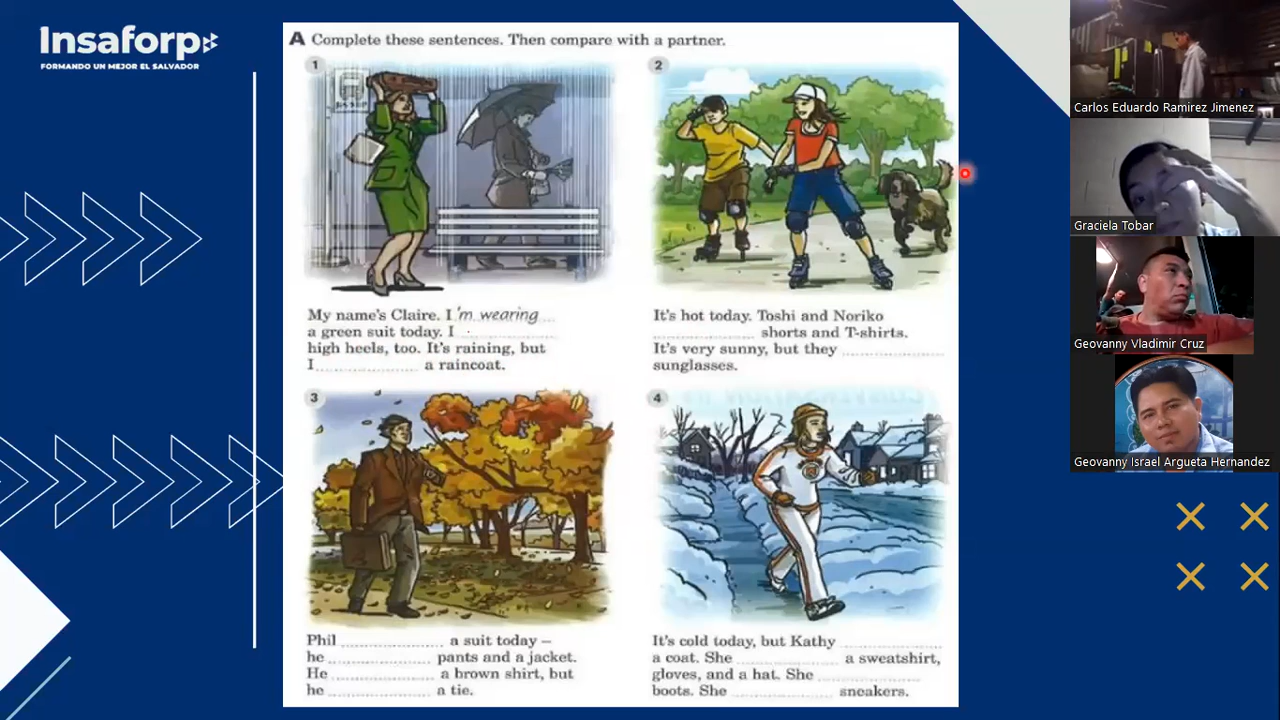 Insaforp
FORMANDO UN MEJOR EL SALVADOR
A Complete these sentences. Then compare with a partner.
1
My name's Claire. I 'm wearing
a green suit today. I
high heels, too. It's raining, but
I a raincoat.
2
It's hot today. Toshi and Noriko
shorts and T-shirts.
It's very sunny, but they
sunglasses.
3
Phil a suit today –
he pants and a jacket.
He a brown shirt, but
he a tie.
4
It's cold today, but Kathy
a coat. She a sweatshirt,
gloves, and a hat. She
boots. She sneakers.
Carlos Eduardo Ramirez Jimenez
Graciela Tobar
Geovanny Vladimir Cruz
Geovanny Israel Argueta Hernandez